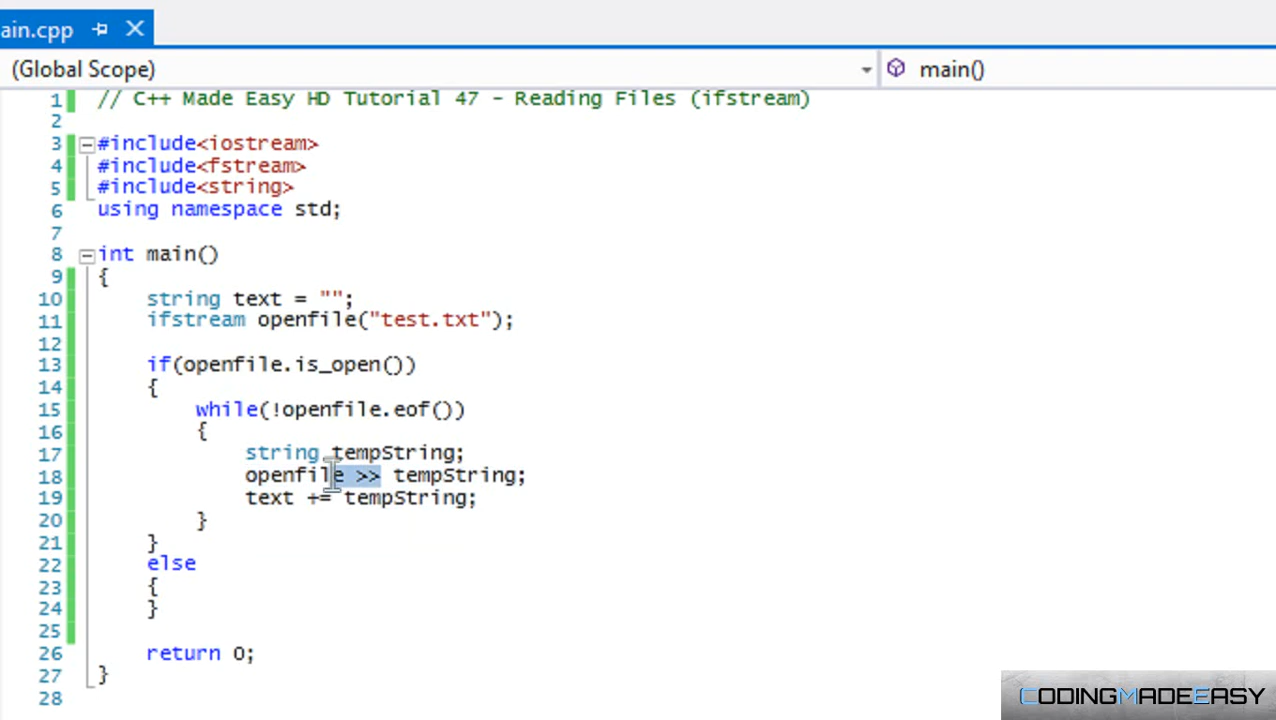 ain.cpp
(Global Scope) main()
1 // C++ Made Easy HD Tutorial 47 - Reading Files (ifstream)
2
3 #include<iostream>
4 #include<fstream>
5 #include<string>
6 using namespace std;
7
8 int main()
9 {
10 string text = "";
11 ifstream openfile("test.txt");
12
13 if(openfile.is_open())
14 {
15 while(!openfile.eof())
16 {
17 string tempString;
18 openfile >> tempString;
19 text += tempString;
20 }
21 }
22 else
23 {
24 }
25
26 return 0;
27 }
28
CODINGMADEEASY